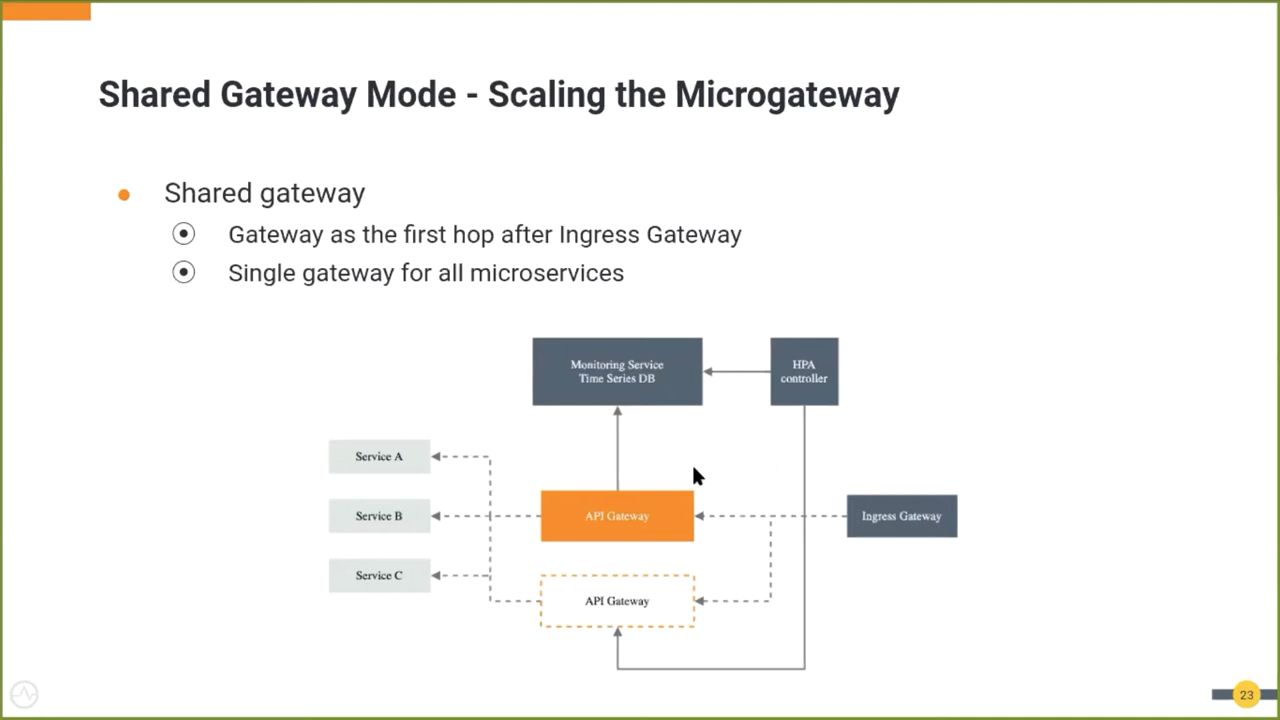 Shared Gateway Mode - Scaling the Microgateway
Shared gateway
Gateway as the first hop after Ingress Gateway
Single gateway for all microservices
Monitoring Service
Time Series DB
HPA
controller
Service A
Service B
API Gateway
Ingress Gateway
Service C
API Gateway
23